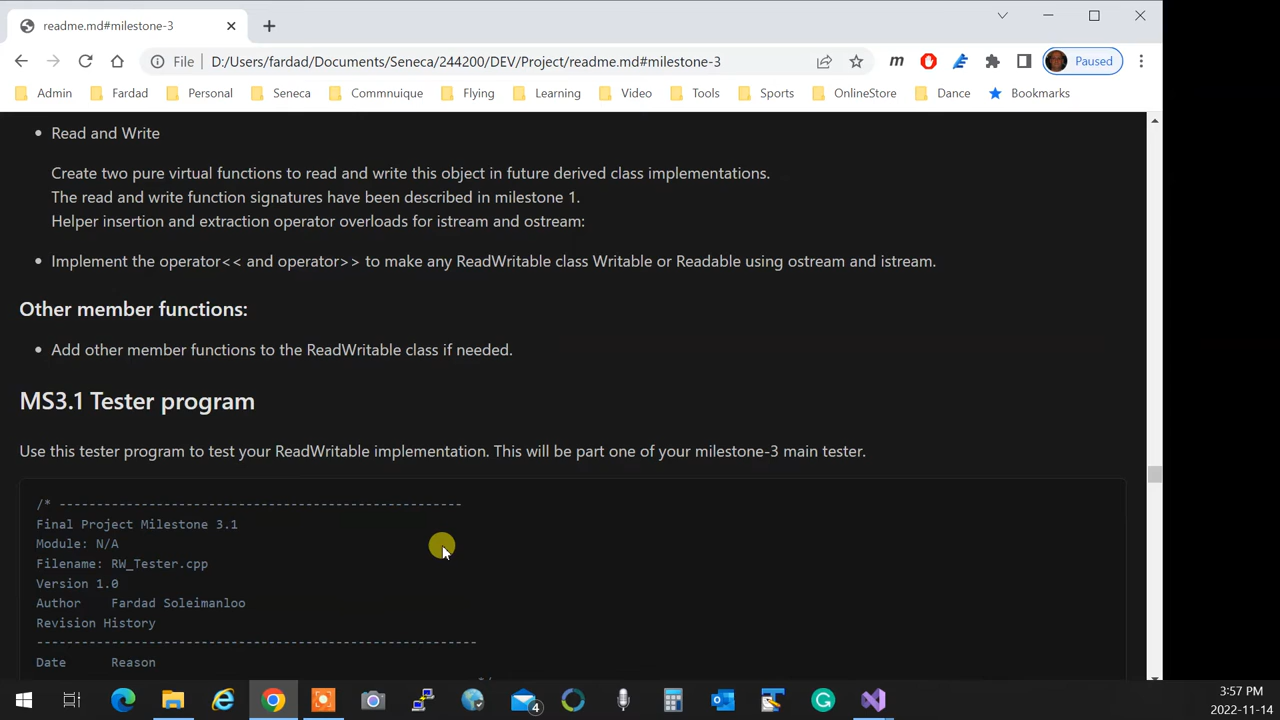 readme.md#milestone-3
File
D:/Users/fardad/Documents/Seneca/244200/DEV/Project/readme.md#milestone-3
m
Paused
Admin
Fardad
Personal
Seneca
Commnuique
Flying
Learning
Video
Tools
Sports
OnlineStore
Dance
Bookmarks
• Read and Write
Create two pure virtual functions to read and write this object in future derived class implementations.
The read and write function signatures have been described in milestone 1.
Helper insertion and extraction operator overloads for istream and ostream:
• Implement the operator<< and operator>> to make any ReadWritable class Writable or Readable using ostream and istream.
Other member functions:
• Add other member functions to the ReadWritable class if needed.
MS3.1 Tester program
Use this tester program to test your ReadWritable implementation. This will be part one of your milestone-3 main tester.
/* ------------------------------------------------------
Final Project Milestone 3.1
Module: N/A
Filename: RW_Tester.cpp
Version 1.0
Author    Fardad Soleimanloo
Revision History
-----------------------------------------------------------
Date      Reason
4
3:57 PM
2022-11-14